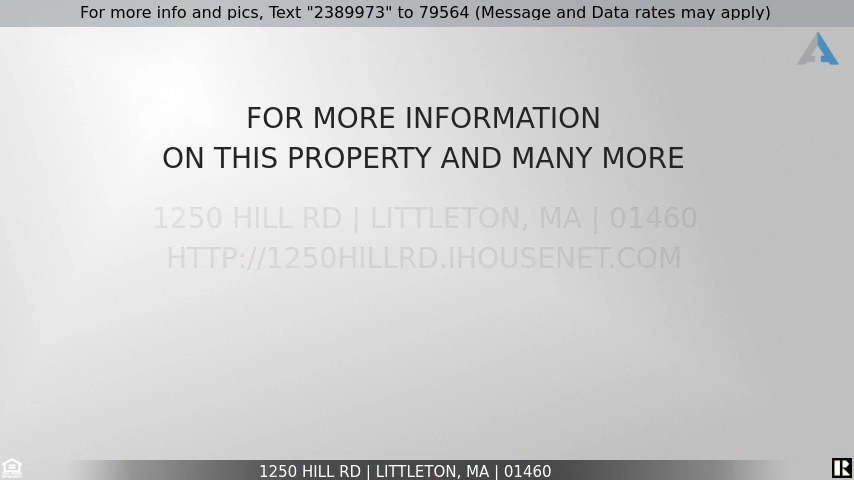 For more info and pics, Text "2389973" to 79564 (Message and Data rates may apply)
FOR MORE INFORMATION
ON THIS PROPERTY AND MANY MORE
1250 HILL RD | LITTLETON, MA | 01460
HTTP://1250HILLRD.IHOUSENET.COM
1250 HILL RD | LITTLETON, MA | 01460